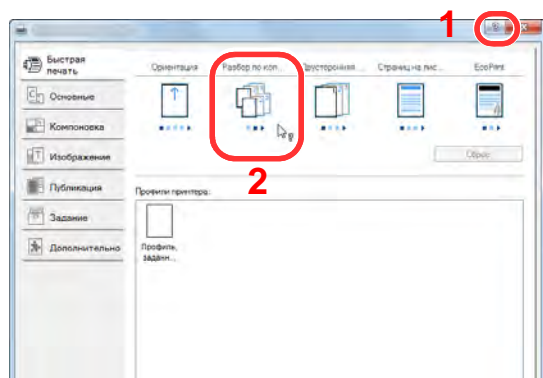 1
?
X
Быстрая
печать
Ориентация
Разбор по коп...
Двусторонняя ...
Страниц на лис...
EcoPrint
Основные
Компоновка
Изображение
Сброс
2
Публикация
Профили принтера:
Задание
Дополнительно
Профиль,
заданн...